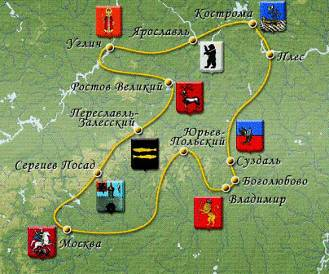 Кострома
Ярославль
Углич
Плес
Ростов Великий
Переславль-
Залесский
Юрьев-
Польский
Суздаль
Сергиев Посад
Боголюбово
Владимир
Москва